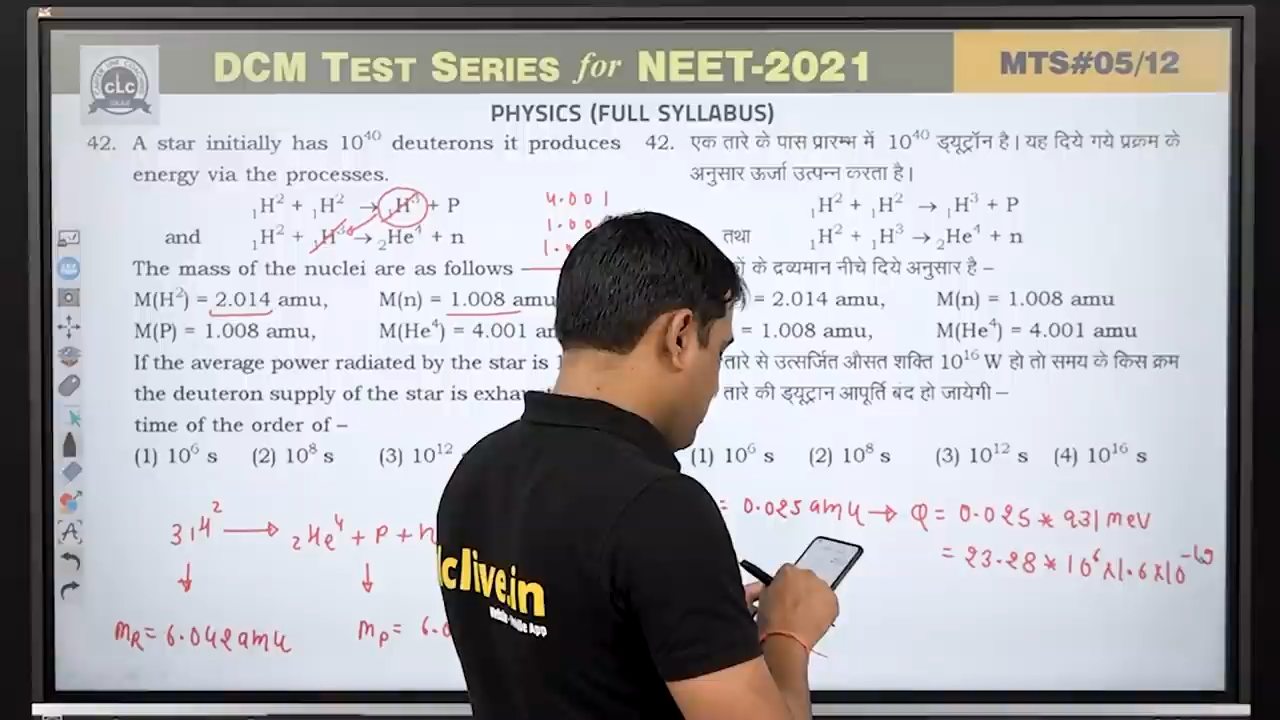 DCM TEST SERIES for NEET-2021
MTS#05/12
CLC
PHYSICS (FULL SYLLABUS)
42. A star initially has 10⁴⁰ deuterons it produces
energy via the processes.
₁H² + ₁H² → ₁H³ + P
and ₁H² + ₁H³ → ₂He⁴ + n
The mass of the nuclei are as follows
M(H²) = 2.014 amu, M(n) = 1.008 amu
M(P) = 1.008 amu, M(He⁴) = 4.001
If the average power radiated by the star is
the deuteron supply of the star is
time of the order of –
(1) 10⁶ s (2) 10⁸ s (3) 10¹²
4.001
42. एक तारे के पास प्रारम्भ में 10⁴⁰ ड्यूट्रॉन है। यह दिये गये प्रक्रम के
अनुसार ऊर्जा उत्पन्न करता है।
₁H² + ₁H² → ₁H³ + P
तथा ₁H² + ₁H³ → ₂He⁴ + n
के द्रव्यमान नीचे दिये अनुसार है –
= 2.014 amu, M(n) = 1.008 amu
= 1.008 amu, M(He⁴) = 4.001 amu
तारे से उत्सर्जित औसत शक्ति 10¹⁶ W हो तो समय के किस क्रम
तारे की ड्यूट्रान आपूर्ति बंद हो जायेगी –
(1) 10⁶ s (2) 10⁸ s (3) 10¹² s (4) 10¹⁶ s
3₁H² → ₂He⁴ + P + n
m_R = 6.042 amu m_P = 6.0
= 0.025 amu → Q = 0.025 * 931 meV
= 23.28 * 10⁶ × 1.6 × 10
clive.in